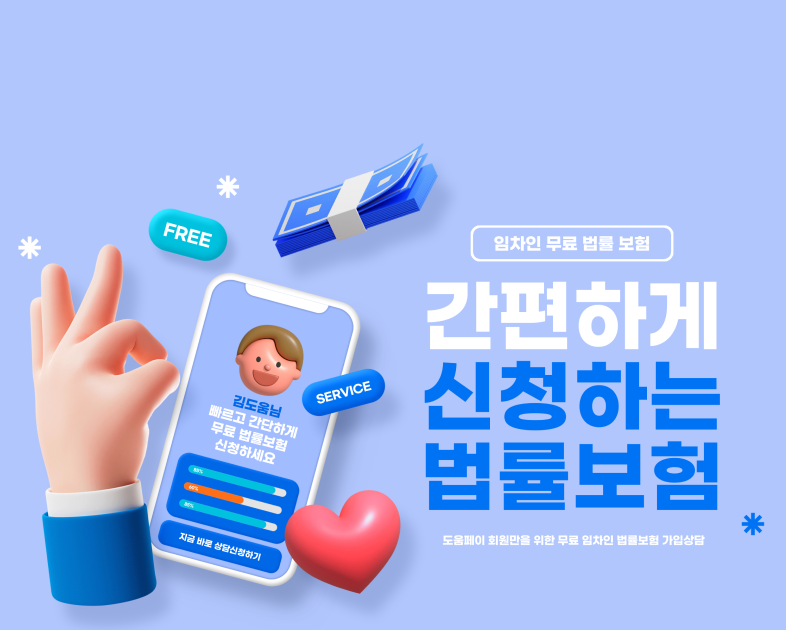 FREE
임차인 무료 법률 보험
간편하게
신청하는
법률보험
SERVICE
김도움님
빠르고 간단하게
무료 법률보험
신청하세요
지금 바로 상담신청하기
도움페이 회원만을 위한 무료 임차인 법률보험 가입상담